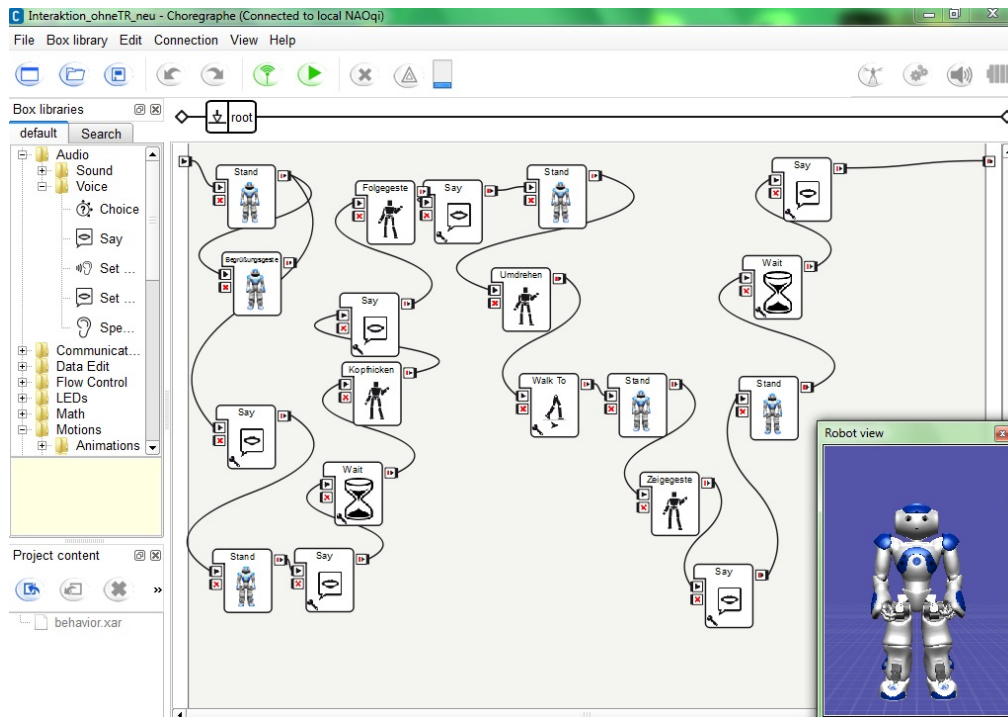 Interaktion_ohneTR_neu - Choregraphe (Connected to local NAOqi)
File Box library Edit Connection View Help
Box libraries
default Search
root
Audio
Sound
Voice
Choice
Say
Set ...
Set ...
Spe...
Communicat...
Data Edit
Flow Control
LEDs
Math
Motions
Animations
Project content
»
behavior.xar
Stand
Begrüßungsgeste
Say
Stand
Say
Wait
Kopfnicken
Say
Folgegeste
Say
Stand
Umdrehen
Walk To
Stand
Zeigegeste
Say
Stand
Wait
Say
Robot view